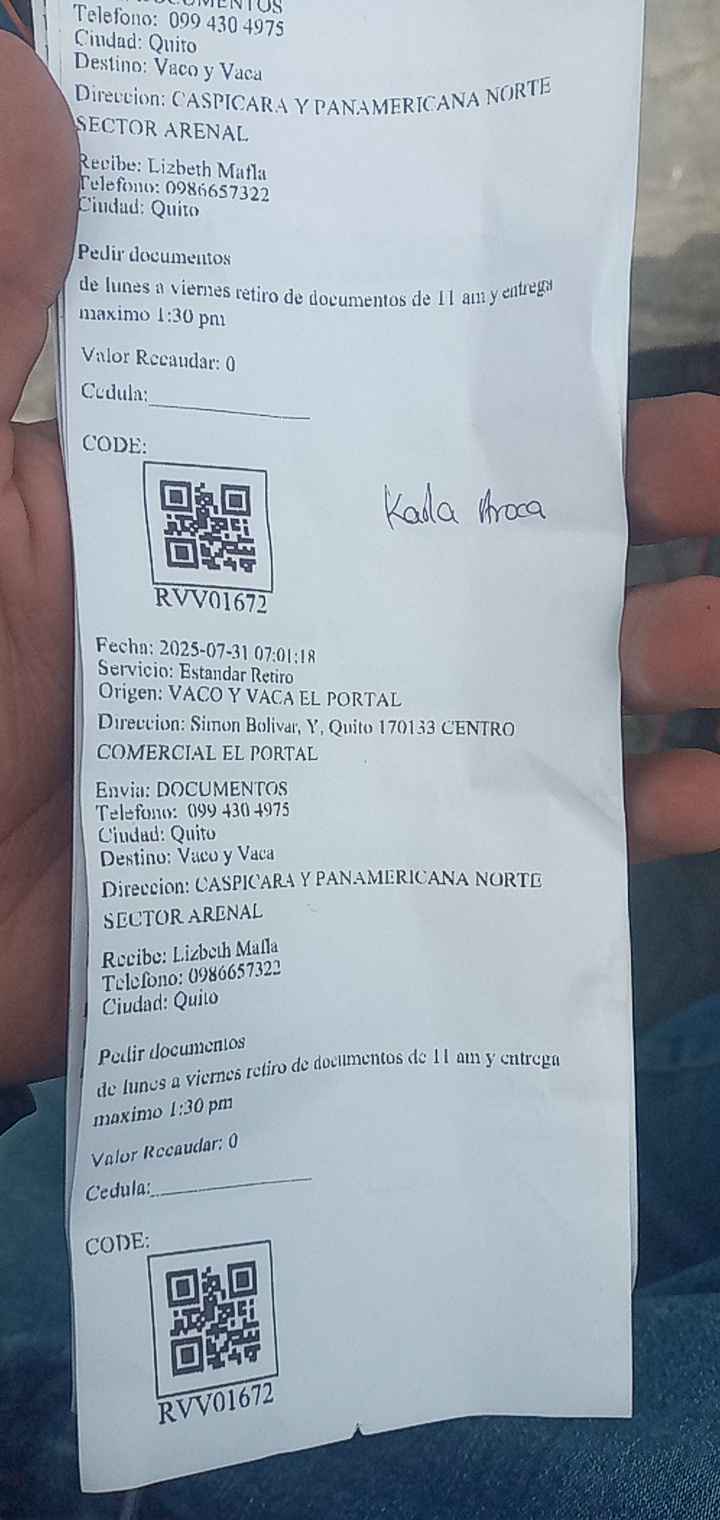 DOCUMENTOS
Telefono: 099 430 4975
Ciudad: Quito
Destino: Vaco y Vaca
Direccion: CASPICARA Y PANAMERICANA NORTE
SECTOR ARENAL
Recibe: Lizbeth Mafla
Telefono: 0986657322
Ciudad: Quito
Pedir documentos
de lunes a viernes retiro de documentos de 11 am y entrega
maximo 1:30 pm
Valor Recaudar: 0
Cedula:
CODE:
Karla Aroca
RVV01672
Fecha: 2025-07-31 07:01:18
Servicio: Estandar Retiro
Origen: VACO Y VACA EL PORTAL
Direccion: Simon Bolivar, Y, Quito 170133 CENTRO
COMERCIAL EL PORTAL
Envia: DOCUMENTOS
Telefono: 099 430 4975
Ciudad: Quito
Destino: Vaco y Vaca
Direccion: CASPICARA Y PANAMERICANA NORTE
SECTOR ARENAL
Recibe: Lizbeth Mafla
Telefono: 0986657322
Ciudad: Quito
Pedir documentos
de lunes a viernes retiro de documentos de 11 am y entrega
maximo 1:30 pm
Valor Recaudar: 0
Cedula:
CODE:
RVV01672